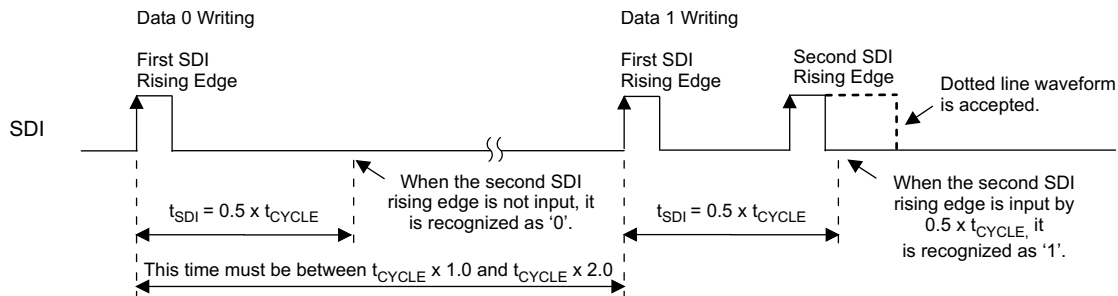 Data 0 Writing
Data 1 Writing
First SDI
Rising Edge
First SDI
Rising Edge
Second SDI
Rising Edge
Dotted line waveform
is accepted.
SDI
tSDI = 0.5 x tCYCLE
When the second SDI
rising edge is not input, it
is recognized as ‘0’.
tSDI = 0.5 x tCYCLE
When the second SDI
rising edge is input by
0.5 x tCYCLE, it
is recognized as ‘1’.
This time must be between tCYCLE x 1.0 and tCYCLE x 2.0